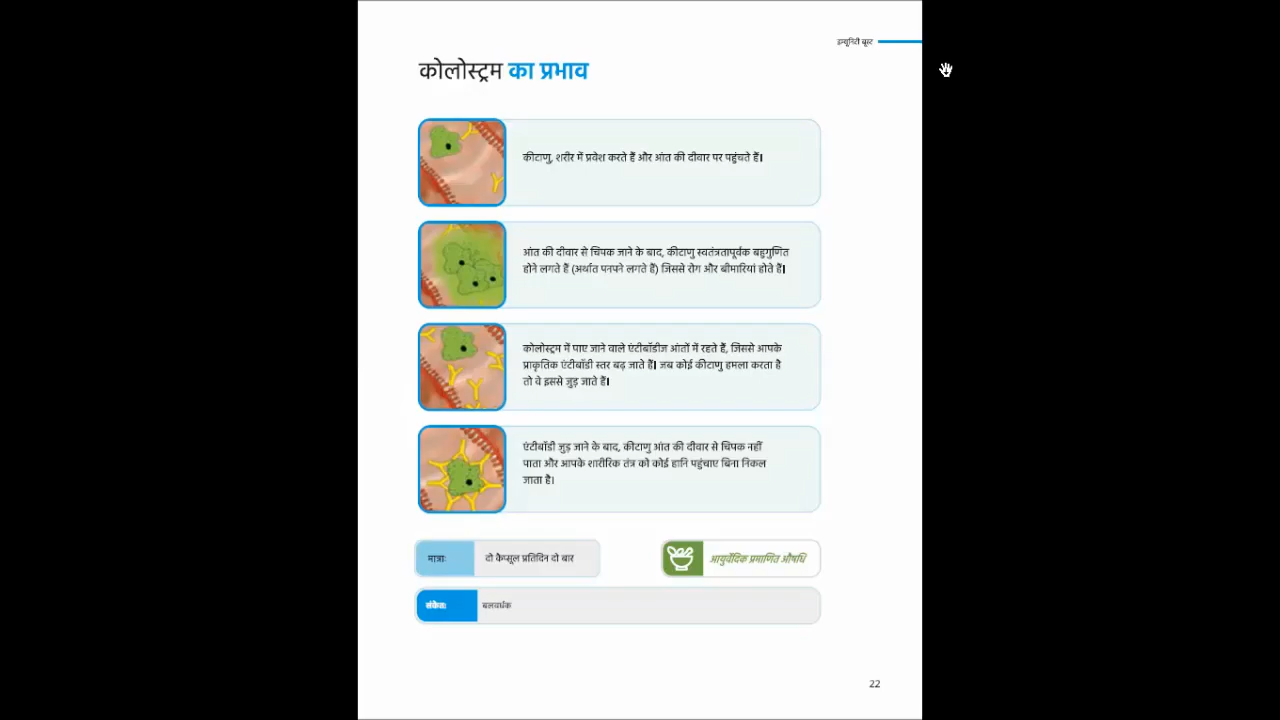 इम्यूनिटी बूस्ट
कोलोस्ट्रम का प्रभाव
कीटाणु, शरीर में प्रवेश करते हैं और आंत की दीवार पर पहुंचते हैं।
आंत की दीवार से चिपक जाने के बाद, कीटाणु स्वतंत्रतापूर्वक बहुगुणित
होने लगते हैं (अर्थात पनपने लगते हैं) जिससे रोग और बीमारियां होते हैं।
कोलोस्ट्रम में पाए जाने वाले एंटीबॉडीज आंतों में रहते हैं, जिससे आपके
प्राकृतिक एंटीबॉडी स्तर बढ़ जाते हैं। जब कोई कीटाणु हमला करता है
तो वे इससे जुड़ जाते हैं।
एंटीबॉडी जुड़ जाने के बाद, कीटाणु आंत की दीवार से चिपक नहीं
पाता और आपके शारीरिक तंत्र को कोई हानि पहुंचाए बिना निकल
जाता है।
मात्राः दो कैप्सूल प्रतिदिन दो बार
आयुर्वेदिक प्रमाणित औषधि
बलवर्धक
22